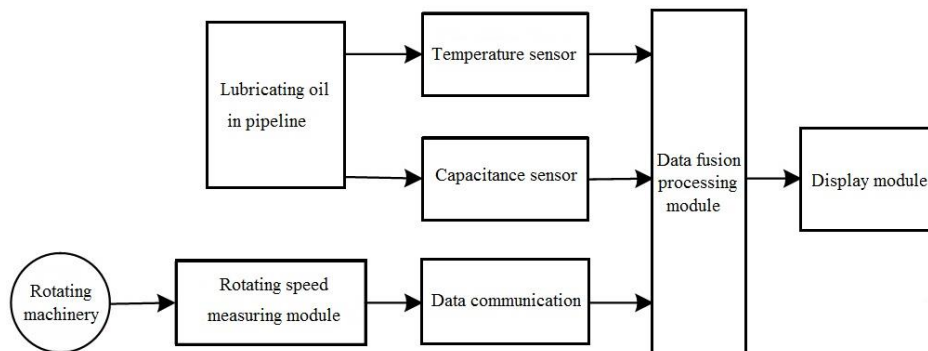 Temperature sensor
Lubricating oil
in pipeline
Capacitance sensor
Data fusion
processing
module
Display module
Rotating
machinery
Rotating speed
measuring module
Data communication